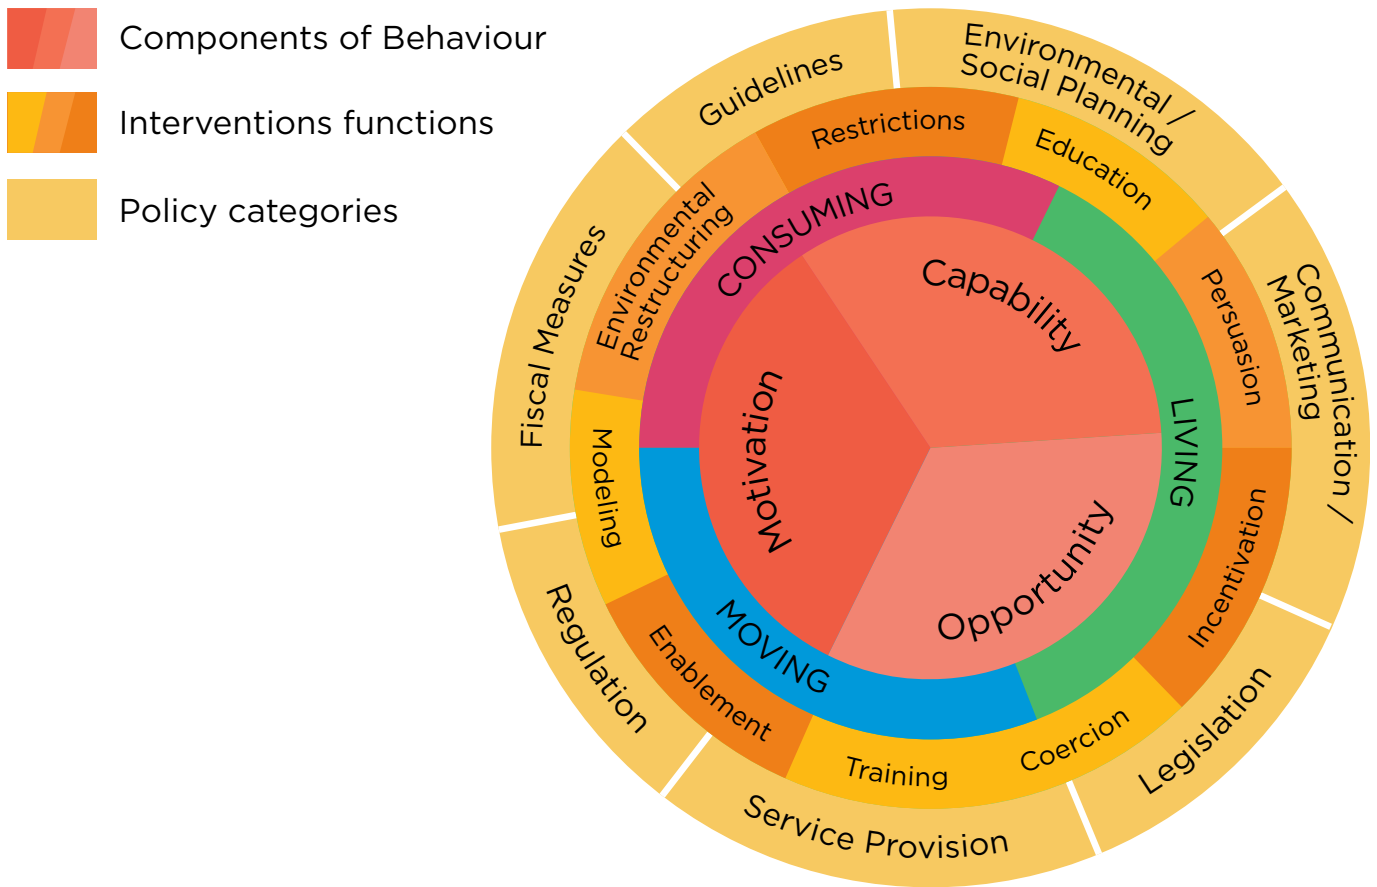 Components of Behaviour
Interventions functions
Policy categories
Guidelines
Environmental /
Social Planning
Communication /
Marketing
Legislation
Service Provision
Regulation
Fiscal Measures
Restrictions
Education
Persuasion
Incentivation
Coercion
Training
Enablement
Modeling
Environmental
Restructuring
CONSUMING
LIVING
MOVING
Capability
Opportunity
Motivation